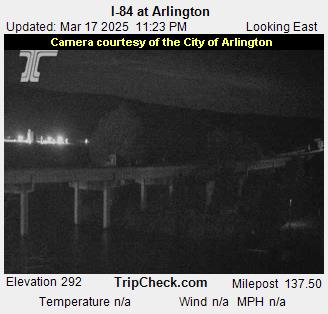 I-84 at Arlington
Updated: Mar 17 2025 11:23 PM Looking East
Camera courtesy of the City of Arlington
Elevation 292 TripCheck.com Milepost 137.50
Temperature n/a Wind n/a MPH n/a